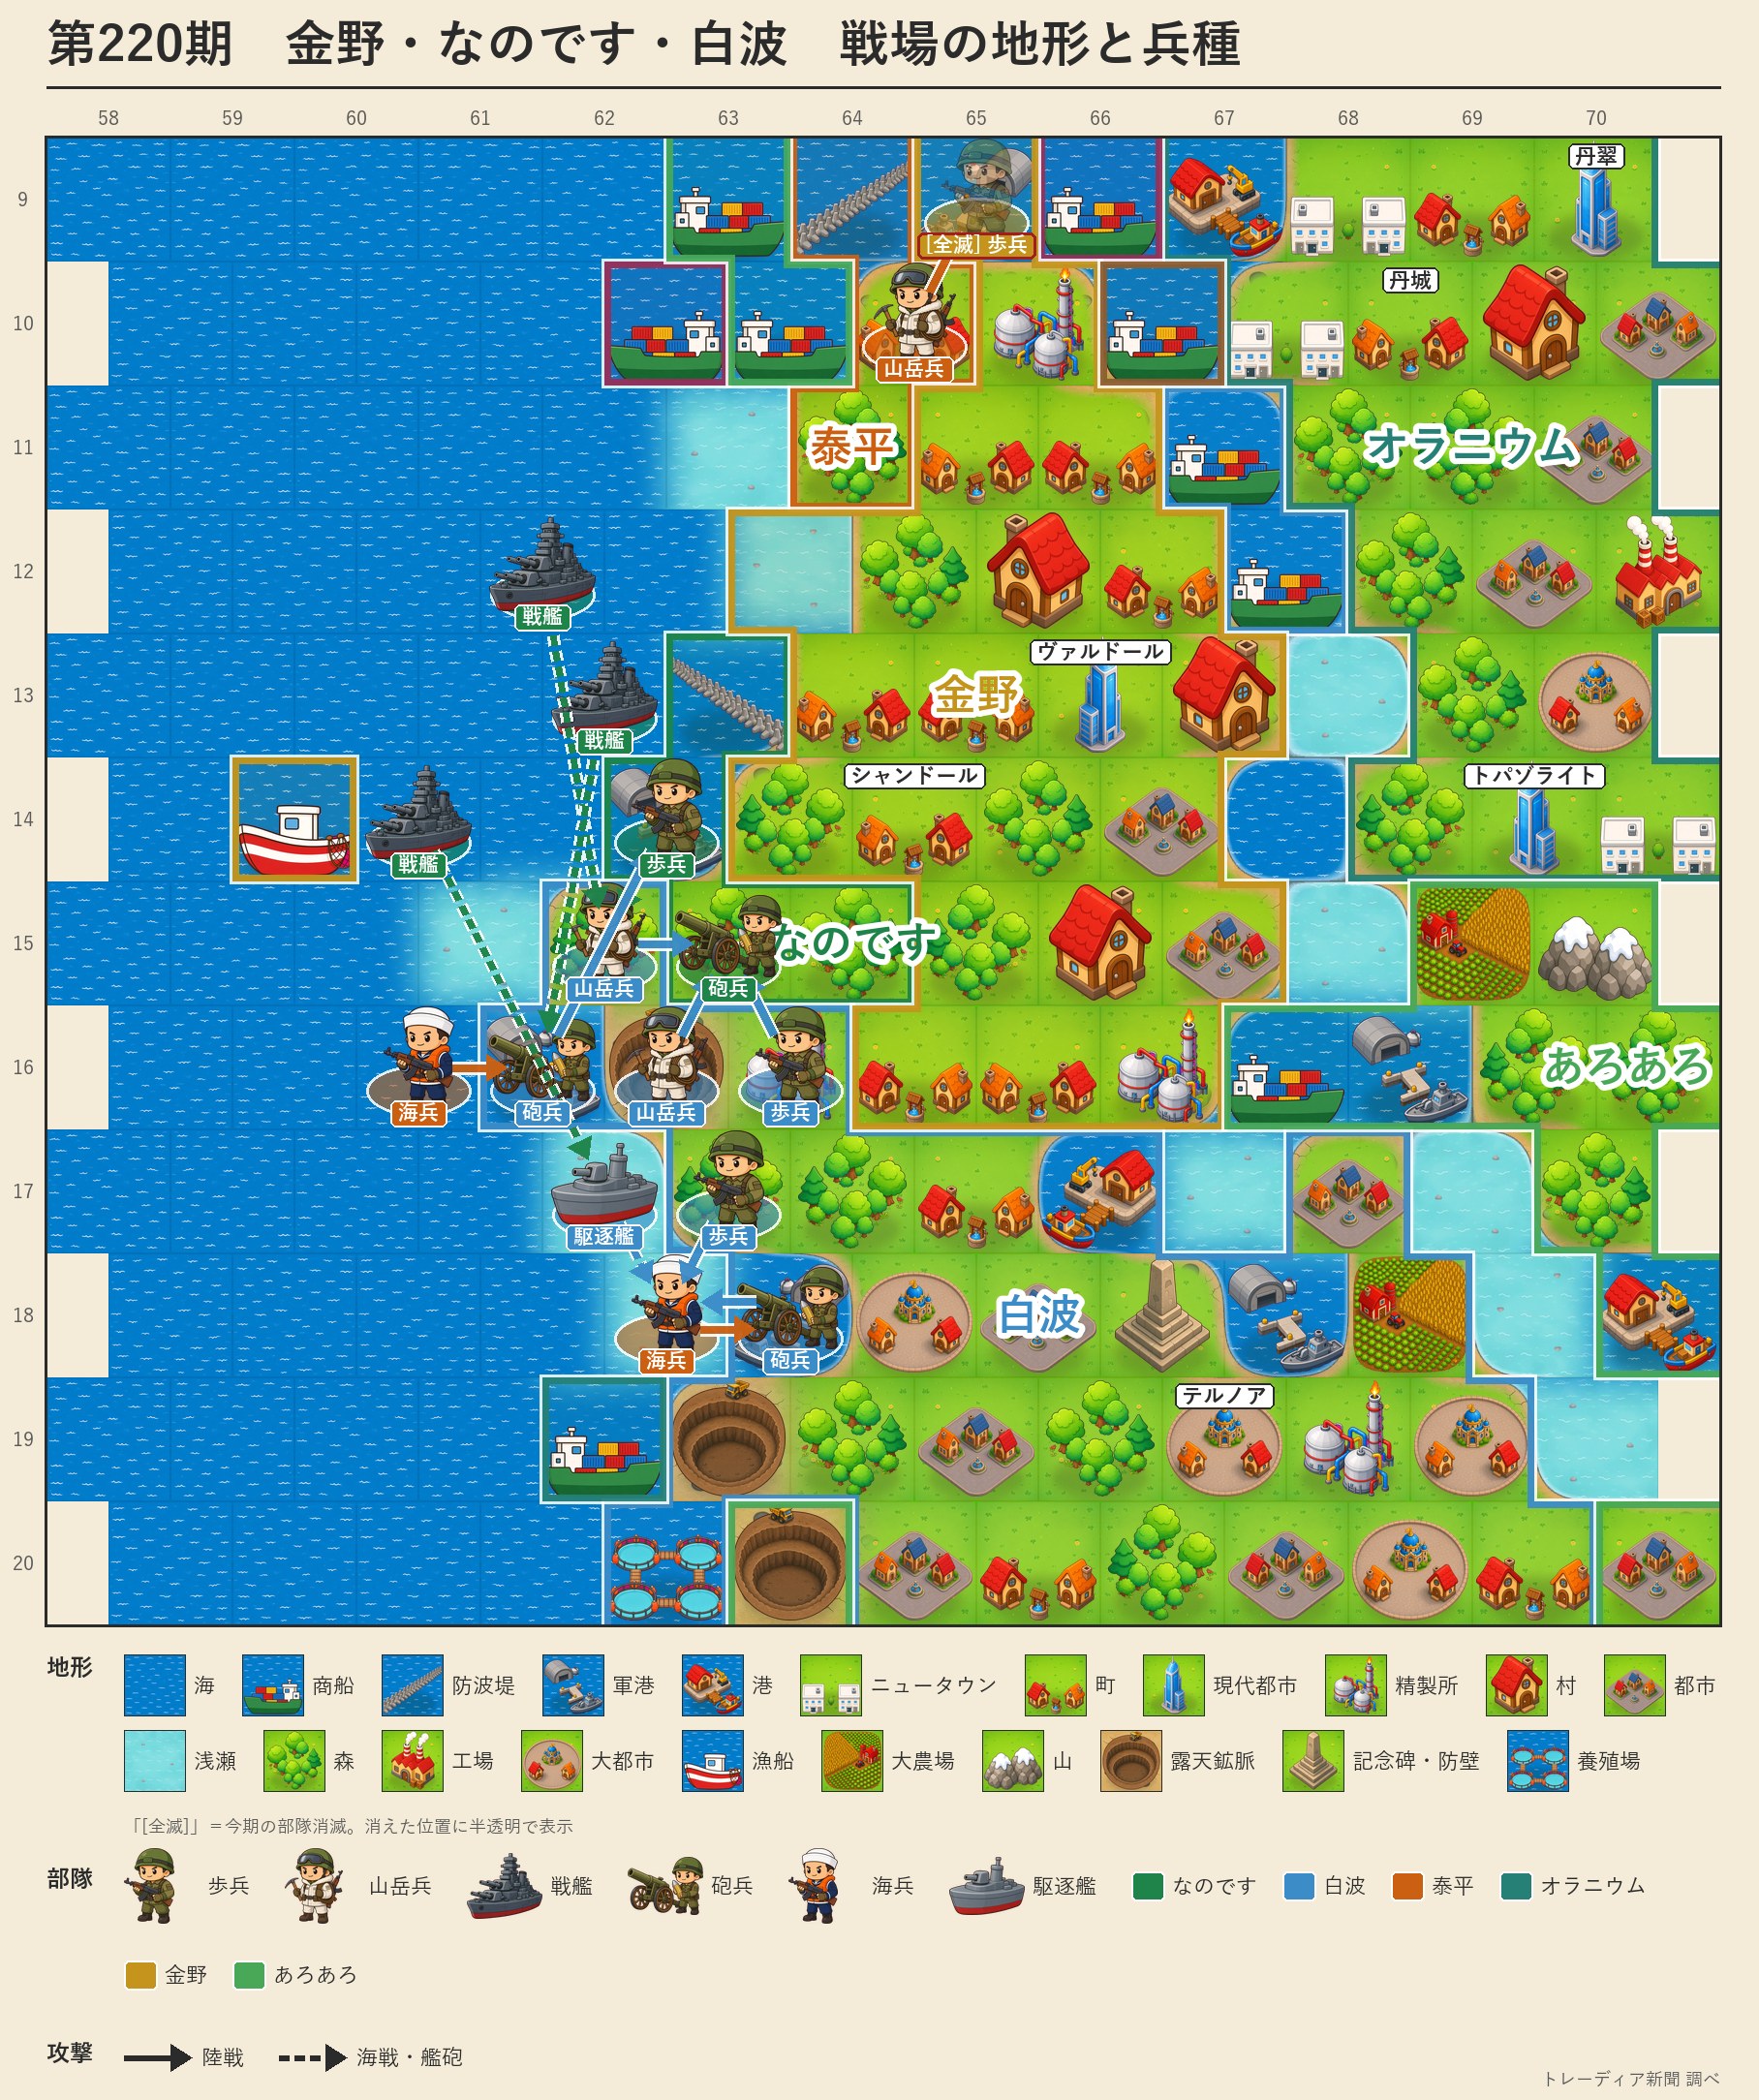 第220期　金野・なのです・白波　戦場の地形と兵種
58 59 60 61 62 63 64 65 66 67 68 69 70
9
丹翠
[全滅] 歩兵
10
丹城
山岳兵
11
泰平
オラニウム
12
戦艦
13
ヴァルドール
金野
戦艦
14
シャンドール
トパゾライト
戦艦
歩兵
15
なのです
山岳兵
砲兵
16
あろあろ
海兵
砲兵
山岳兵
歩兵
17
駆逐艦
歩兵
18
白波
海兵
砲兵
19
テルノア
20
地形 海 商船 防波堤 軍港 港 ニュータウン 町 現代都市 精製所 村 都市
浅瀬 森 工場 大都市 漁船 大農場 山 露天鉱脈 記念碑・防壁 養殖場
「[全滅]」＝今期の部隊消滅。消えた位置に半透明で表示
部隊 歩兵 山岳兵 戦艦 砲兵 海兵 駆逐艦 なのです 白波 泰平 オラニウム
金野 あろあろ
攻撃 陸戦 海戦・艦砲
トレーディア新聞 調べ